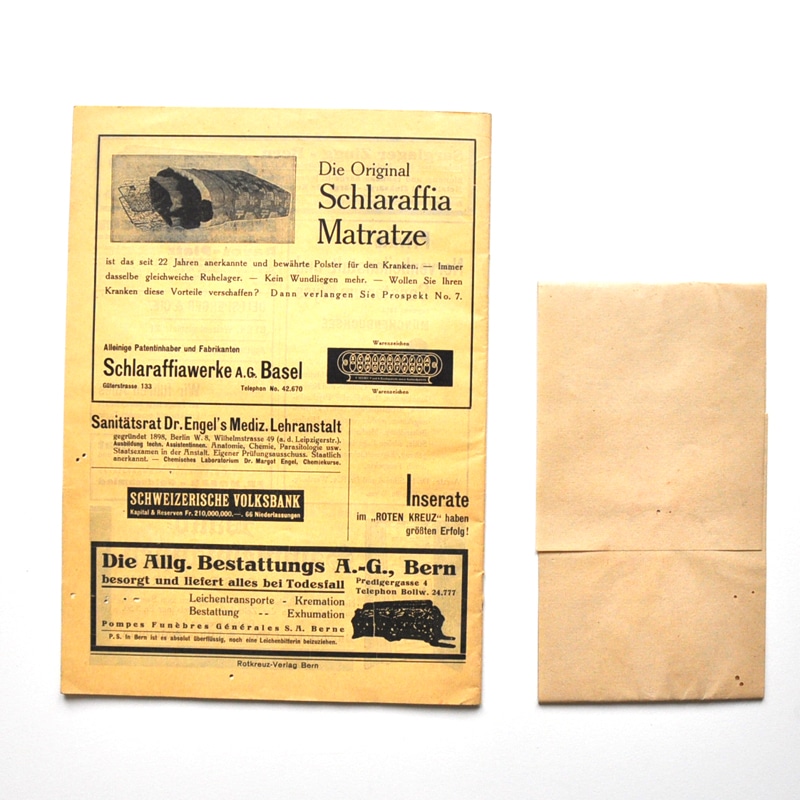 Die Original
Schlaraffia
Matratze
ist das seit 22 Jahren anerkannte und bewährte Polster für den Kranken. — Immer
dasselbe gleichweiche Ruhelager. — Kein Wundliegen mehr. — Wollen Sie Ihren
Kranken diese Vorteile verschaffen? Dann verlangen Sie Prospekt No. 7.
Alleinige Patentinhaber und Fabrikanten
Schlaraffiawerke A.G. Basel
Güterstrasse 133 Telephon No. 42.670
Warenzeichen
Warenzeichen
Sanitätsrat Dr. Engel's Mediz. Lehranstalt
gegründet 1898, Berlin W. 8, Wilhelmstrasse 49 (a. d. Leipzigerstr.).
Ausbildung techn. Assistentinnen. Anatomie, Chemie, Parasitologie usw.
Staatsexamen in der Anstalt. Eigener Prüfungsausschuss. Staatlich
anerkannt. — Chemisches Laboratorium Dr. Margot Engel, Chemiekurse.
SCHWEIZERISCHE VOLKSBANK
Kapital & Reserven Fr. 210,000,000.—. 66 Niederlassungen
Inserate
im „ROTEN KREUZ" haben
größten Erfolg!
Die Allg. Bestattungs A.-G., Bern
besorgt und liefert alles bei Todesfall
Predigergasse 4
Telephon Bollw. 24.777
Leichentransporte - Kremation
Bestattung -- Exhumation
Pompes Funèbres Générales S.A. Berne
P. S. In Bern ist es absolut überflüssig, noch eine Leichenbitterin beizuziehen.
Rotkreuz-Verlag Bern